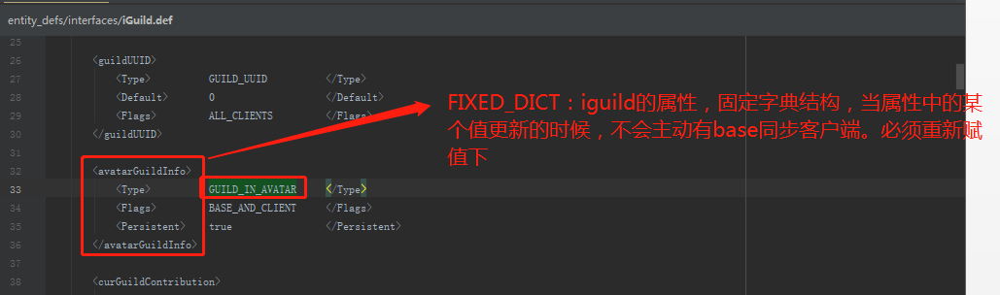 entity_defs/interfaces/iGuild.def
25
26 <guildUUID>
27 <Type> GUILD_UUID </Type>
28 <Default> 0 </Default>
29 <Flags> ALL_CLIENTS </Flags>
30 </guildUUID>
31
32 <avatarGuildInfo>
33 <Type> GUILD_IN_AVATAR </Type>
34 <Flags> BASE_AND_CLIENT </Flags>
35 <Persistent> true </Persistent>
36 </avatarGuildInfo>
37
38 <curGuildContribution>
FIXED_DICT：iguild的属性，固定字典结构，当属性中的某
个值更新的时候，不会主动有base同步客户端。必须重新赋
值下